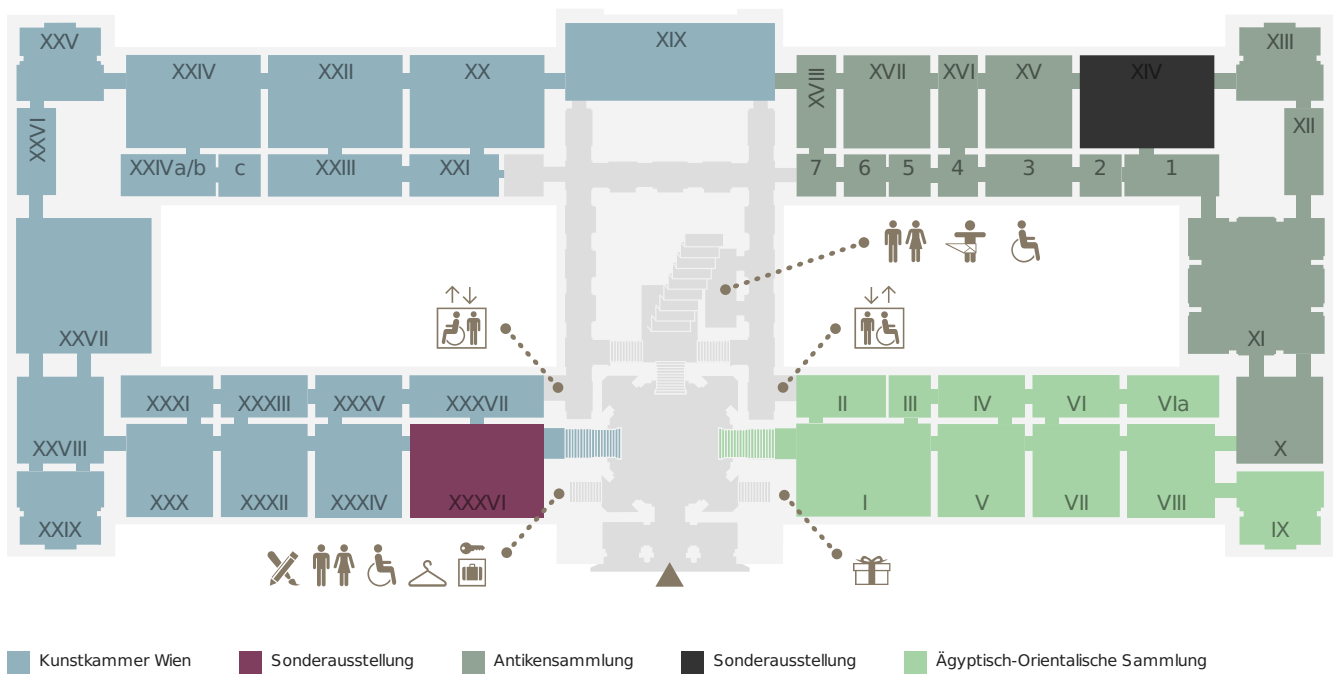 XXV
XXIV
XXII
XX
XIX
XVIII
XVII
XVI
XV
XIV
XIII
XXVI
XII
XXIVa/b
c
XXIII
XXI
7
6
5
4
3
2
1
XXVII
XI
XXXI
XXXIII
XXXV
XXXVII
II
III
IV
VI
VIa
XXVIII
X
XXX
XXXII
XXXIV
XXXVI
I
V
VII
VIII
XXIX
IX
Kunstkammer Wien
Sonderausstellung
Antikensammlung
Sonderausstellung
Ägyptisch-Orientalische Sammlung